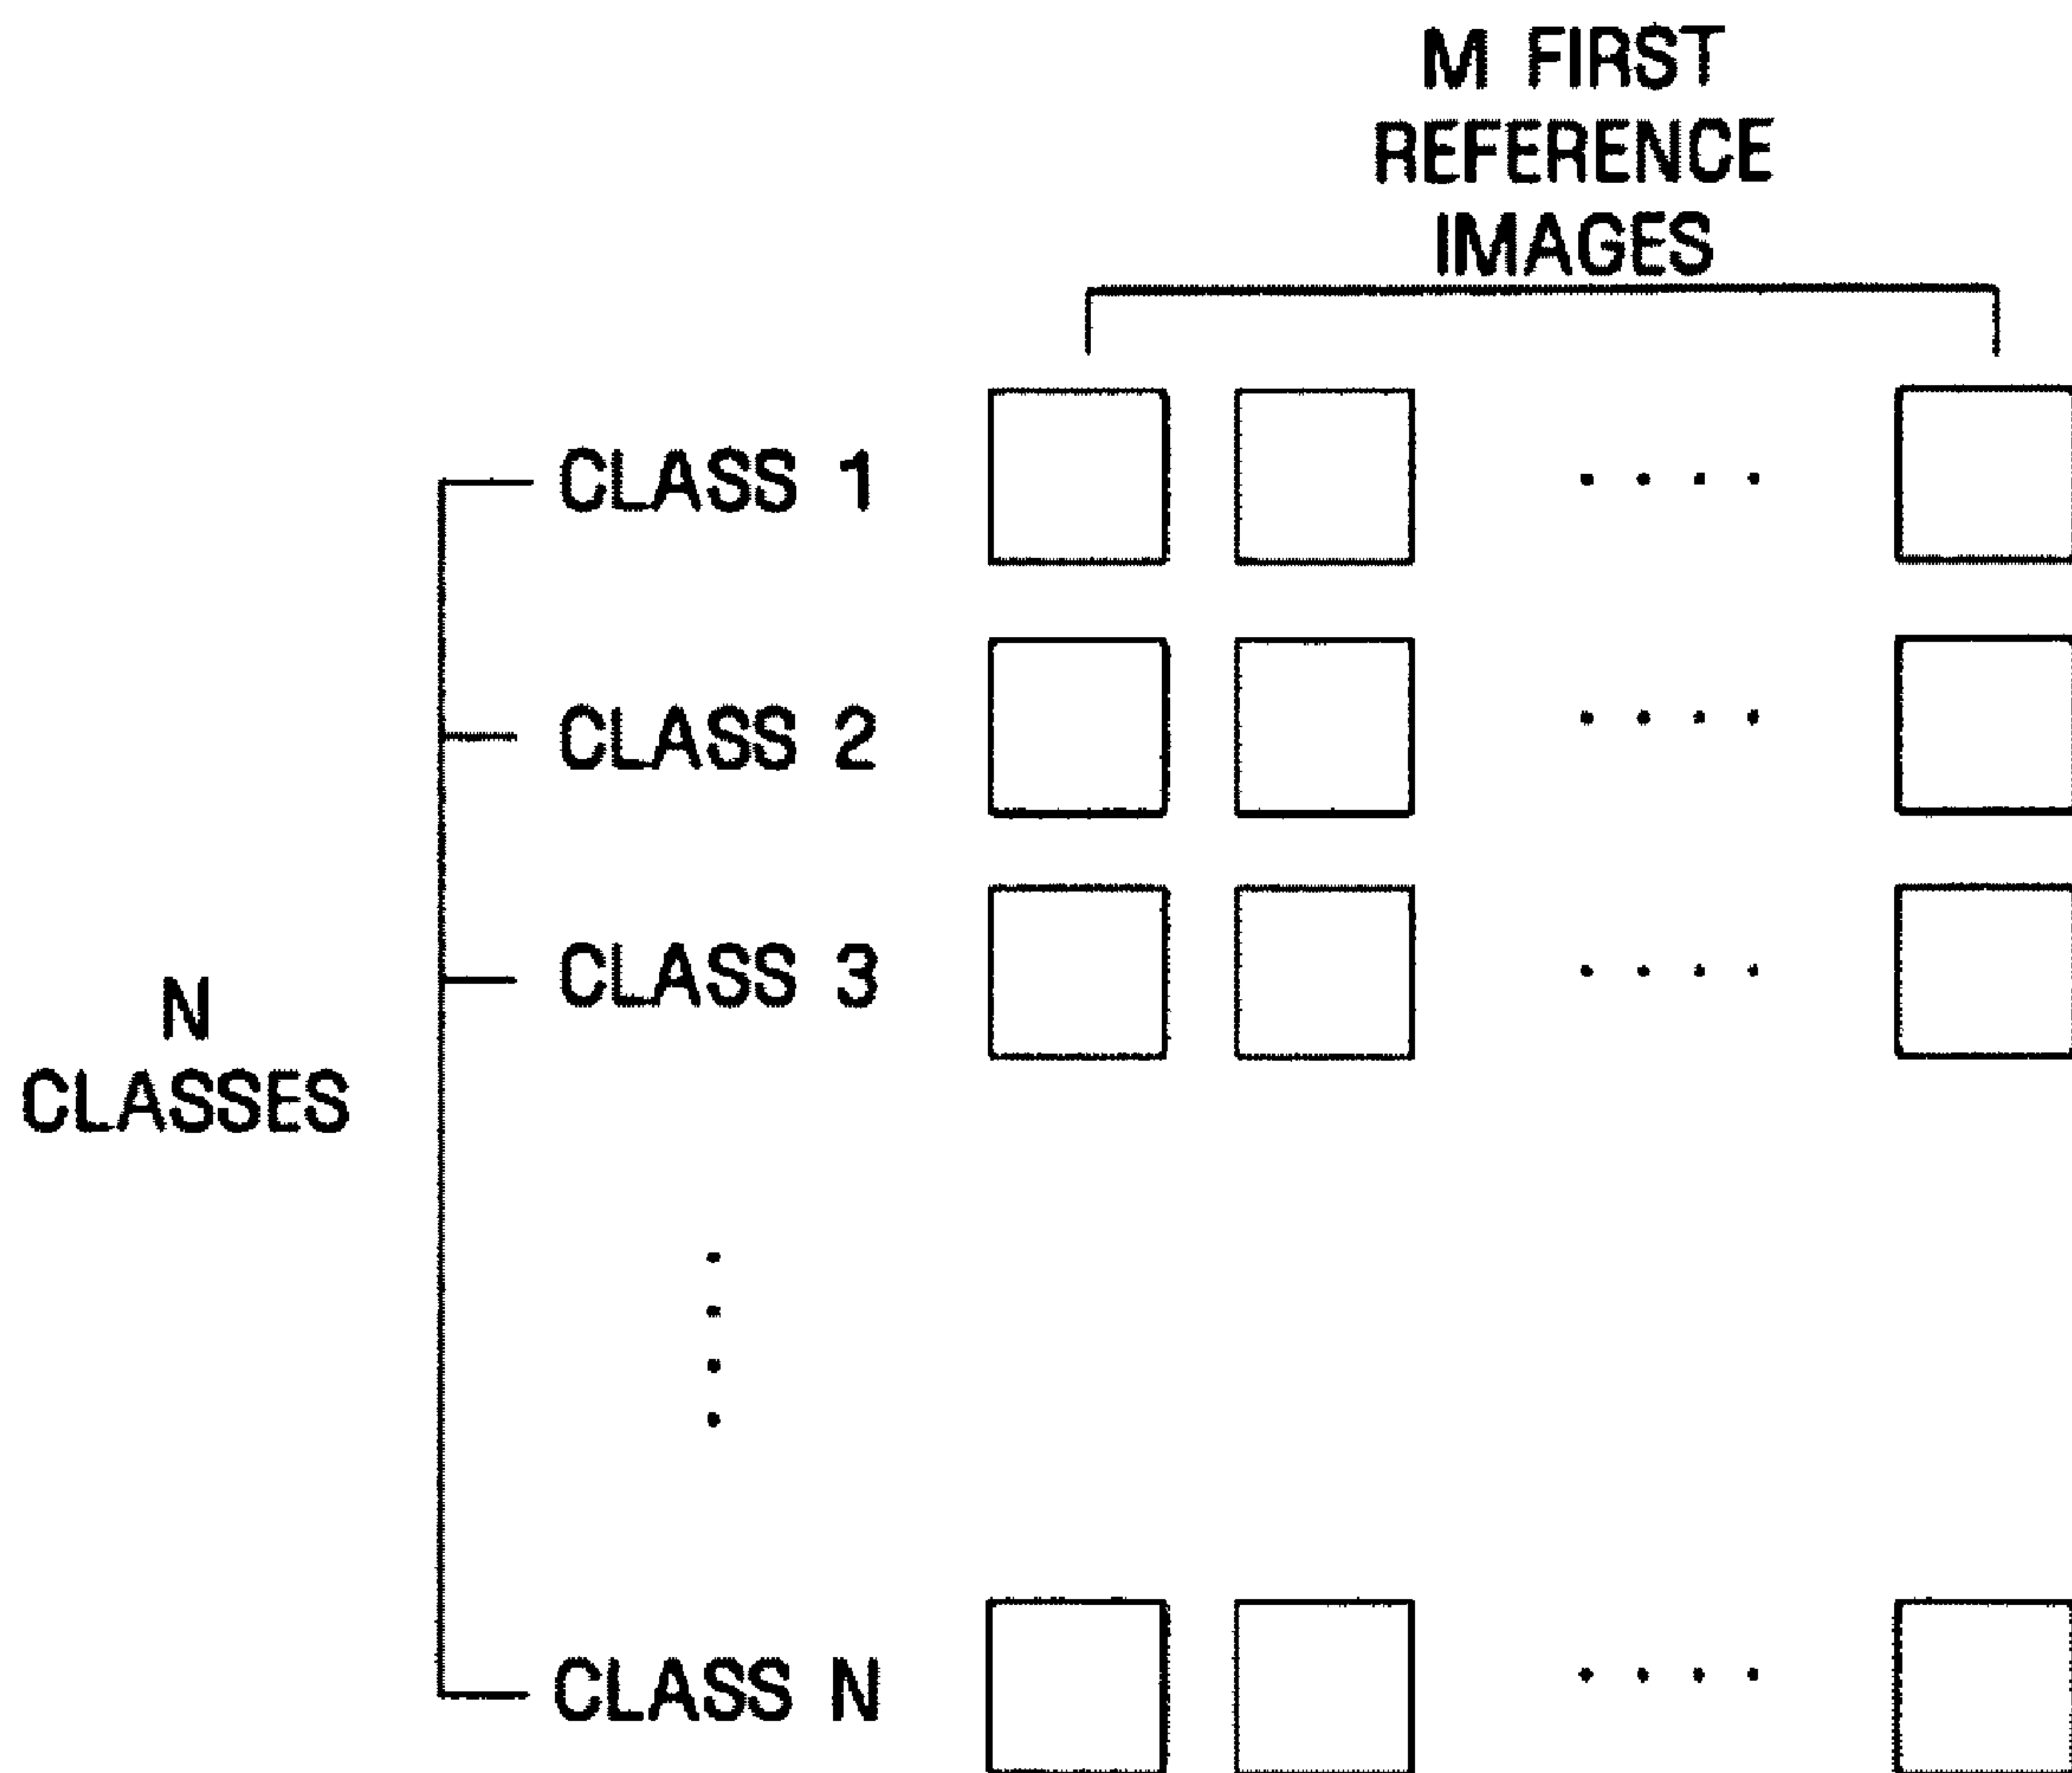 M FIRST
REFERENCE
IMAGES
CLASS 1
CLASS 2
CLASS 3
N
CLASSES
CLASS N